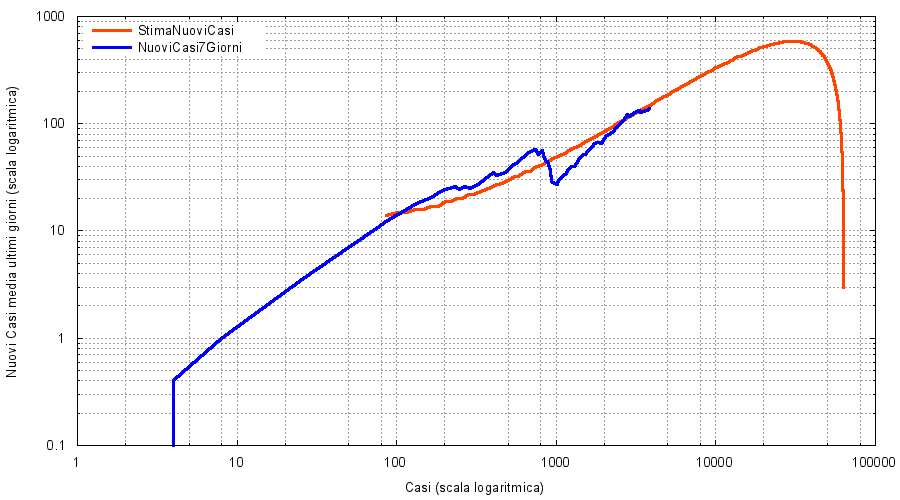 StimaNuoviCasi
NuoviCasi7Giorni
Nuovi Casi media ultimi giorni (scala logaritmica)
1000
100
10
1
0.1
1
10
100
1000
10000
100000
Casi (scala logaritmica)